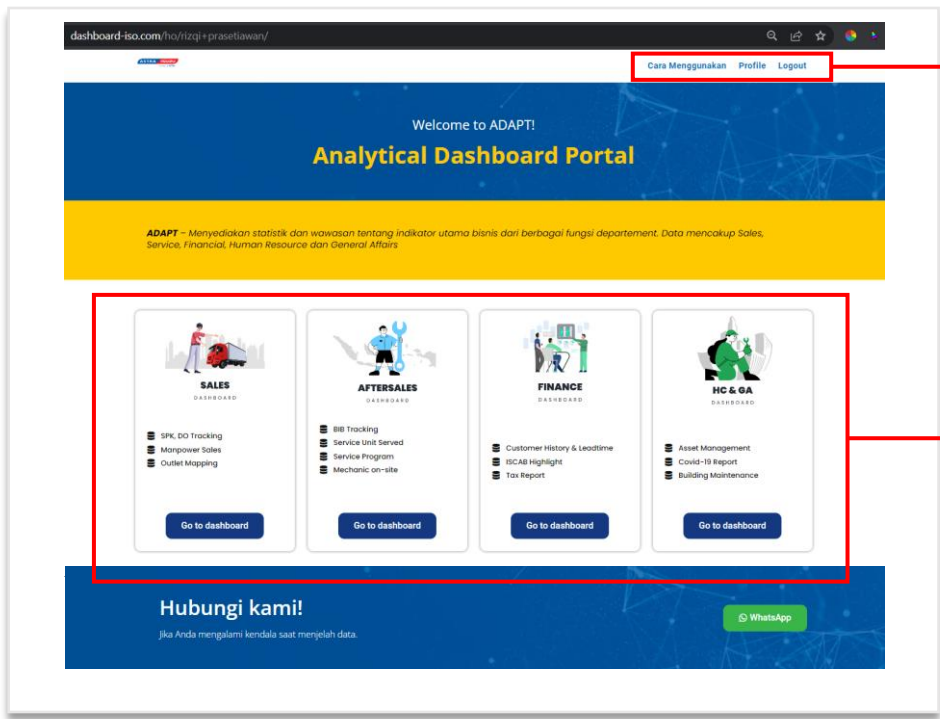 dashboard-iso.com/ho/rizqi+prasetiawan/
Cara Menggunakan Profile Logout
Welcome to ADAPT!
Analytical Dashboard Portal
ADAPT – Menyediakan statistik dan wawasan tentang indikator utama bisnis dari berbagai fungsi departement. Data mencakup Sales,
Service, Financial, Human Resource dan General Affairs
SALES
DASHBOARD
SPK, DO Tracking
Manpower Sales
Outlet Mapping
Go to dashboard
AFTERSALES
DASHBOARD
BIB Tracking
Service Unit Served
Service Program
Mechanic on-site
Go to dashboard
FINANCE
DASHBOARD
Customer History & Leadtime
ISCAB Highlight
Tax Report
Go to dashboard
HC & GA
DASHBOARD
Asset Management
Covid-19 Report
Building Maintenance
Go to dashboard
Hubungi kami!
Jika Anda mengalami kendala saat menjelah data.
WhatsApp